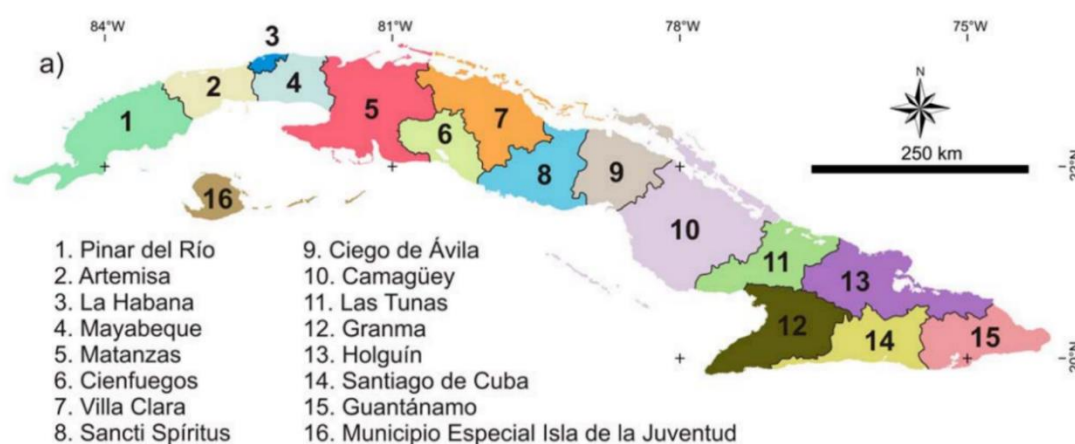 84°W 81°W 78°W 75°W
a)
N
250 km
22°N
20°N
1
2
3
4
5
6
7
8
9
10
11
12
13
14
15
16
1. Pinar del Río
2. Artemisa
3. La Habana
4. Mayabeque
5. Matanzas
6. Cienfuegos
7. Villa Clara
8. Sancti Spíritus
9. Ciego de Ávila
10. Camagüey
11. Las Tunas
12. Granma
13. Holguín
14. Santiago de Cuba
15. Guantánamo
16. Municipio Especial Isla de la Juventud